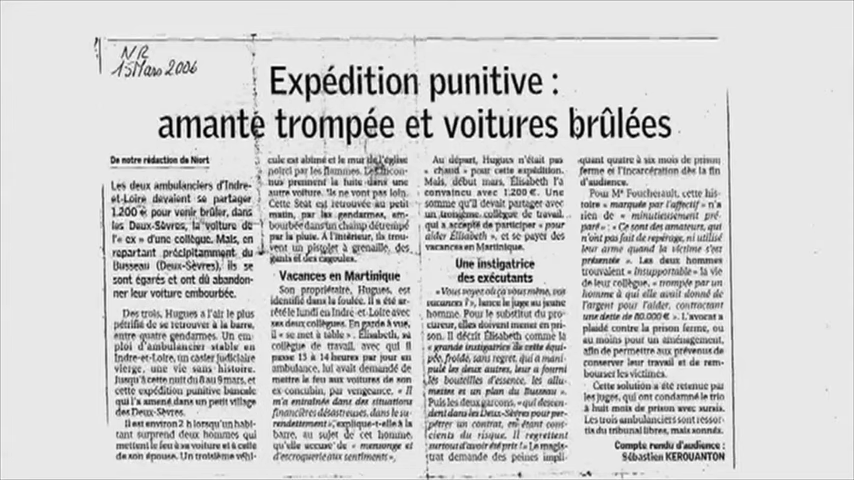 NR
15 Mars 2006
Expédition punitive :
amante trompée et voitures brûlées
De notre rédaction de Niort
Les deux ambulanciers d'Indre-
et-Loire devaient se partager
1.200 € pour venir brûler, dans
les Deux-Sèvres, la voiture de
l'« ex » d'une collègue. Mais, en
repartant précipitamment du
Busseau (Deux-Sèvres), ils se
sont égarés et ont dû abandon-
ner leur voiture embourbée.
Des trois, Hugues a l'air le plus
pétrifié de se retrouver à la barre,
entre quatre gendarmes. Un em-
ploi d'ambulancier stable en
Indre-et-Loire, un casier judiciaire
vierge, une vie sans histoire.
Jusqu'à cette nuit du 8 au 9 mars, et
cette expédition punitive bancale
qui l'a amené dans un petit village
des Deux-Sèvres.
Il est environ 2 h lorsqu'un habi-
tant surprend deux hommes qui
mettent le feu à sa voiture et à celle
de son épouse. Un troisième véhi-
cule est abîmé et le mur de l'église
noirci par les flammes. Les incon-
nus prennent la fuite dans une
autre voiture. Ils ne vont pas loin.
Cette Seat est retrouvée au petit
matin, par les gendarmes, em-
bourbée dans un champ détrempé
par la pluie. À l'intérieur, ils trou-
vent un pistolet à grenaille, des
gants et des cagoules.
Vacances en Martinique
Son propriétaire, Hugues, est
identifié dans la foulée. Il a été ar-
rêté le lundi en Indre-et-Loire avec
ses deux collègues. En garde à vue,
il « se met à table ». Élisabeth, sa
collègue de travail, avec qui il
passe 13 à 14 heures par jour en
ambulance, lui avait demandé de
mettre le feu aux voitures de son
ex-concubin, par vengeance. « Il
m'a entraînée dans des situations
financières désastreuses, dans le su-
rendettement », explique-t-elle à la
barre, au sujet de cet homme
qu'elle accuse de « mensonge et
d'escroquerie aux sentiments ».
Au départ, Hugues n'était pas
« chaud » pour cette expédition.
Mais, début mars, Élisabeth l'a
convaincu avec 1.200 €. Une
somme qu'il devait partager avec
un troisième collègue de travail,
qui a accepté de participer « pour
aider Élisabeth », et se payer des
vacances en Martinique.
Une instigatrice
des exécutants
« Vous voyez où ça vous mène, vos
vacances ? », lance le juge au jeune
homme. Pour le substitut du pro-
cureur, elles doivent mener en pri-
son. Il décrit Élisabeth comme la
« grande instigatrice de cette équi-
pée, froide, sans regret, qui a mani-
pulé les deux autres, leur a fourni
les bouteilles d'essence, les allu-
mettes et un plan du Busseau ».
Puis les deux garçons, « qui descen-
dent dans les Deux-Sèvres pour per-
pétrer un contrat, en étant cons-
cients du risque. Il regrettent
surtout d'avoir été pris ! » Le magis-
trat demande des peines impli-
quant quatre à six mois de prison
ferme et l'incarcération dès la fin
d'audience.
Pour Me Foucherault, cette his-
toire « marquée par l'affectif » n'a
rien de « minutieusement pré-
paré » : « Ce sont des amateurs, qui
n'ont pas fait de repérage, ni utilisé
leur arme quand la victime s'est
présentée ». Les deux hommes
trouvaient « insupportable » la vie
de leur collègue, « trompée par un
homme à qui elle avait donné de
l'argent pour l'aider, contractant
une dette de 80.000 € ». L'avocat a
plaidé contre la prison ferme, ou
au moins pour un aménagement,
afin de permettre aux prévenus de
conserver leur travail et de rem-
bourser les victimes.
Cette solution a été retenue par
les juges, qui ont condamné le trio
à huit mois de prison avec sursis.
Les trois ambulanciers sont ressor-
tis du tribunal libres, mais sonnés.
Compte rendu d'audience :
Sébastien KEROUANTON